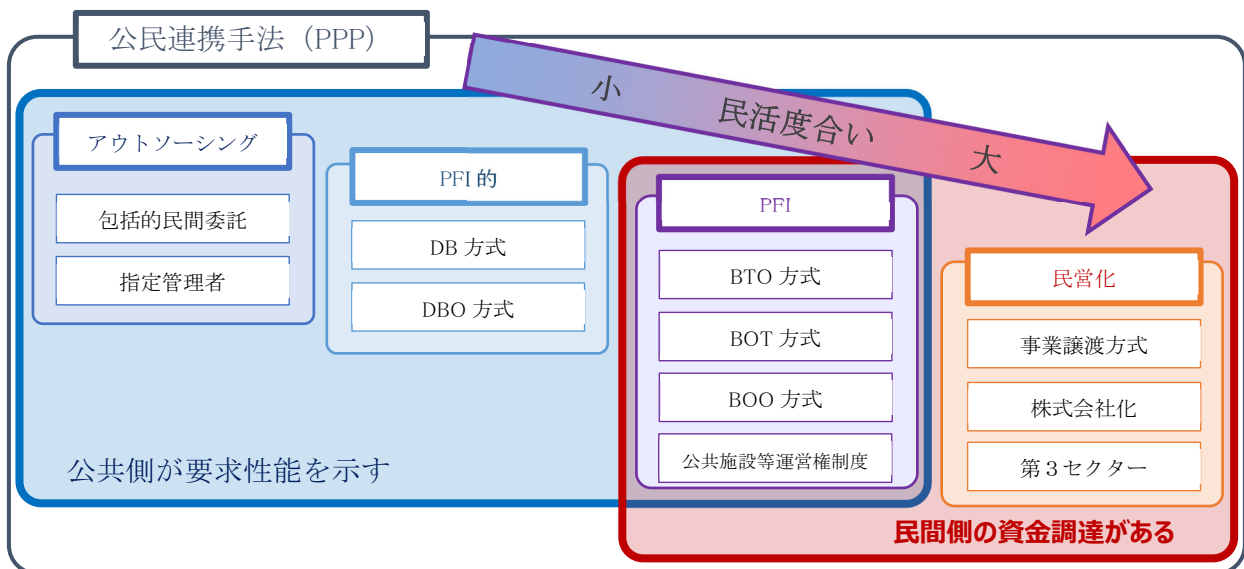 公民連携手法（PPP）
小 民活度合い 大
アウトソーシング
包括的民間委託
指定管理者
PFI 的
DB 方式
DBO 方式
PFI
BTO 方式
BOT 方式
BOO 方式
公共施設等運営権制度
民営化
事業譲渡方式
株式会社化
第３セクター
公共側が要求性能を示す
民間側の資金調達がある